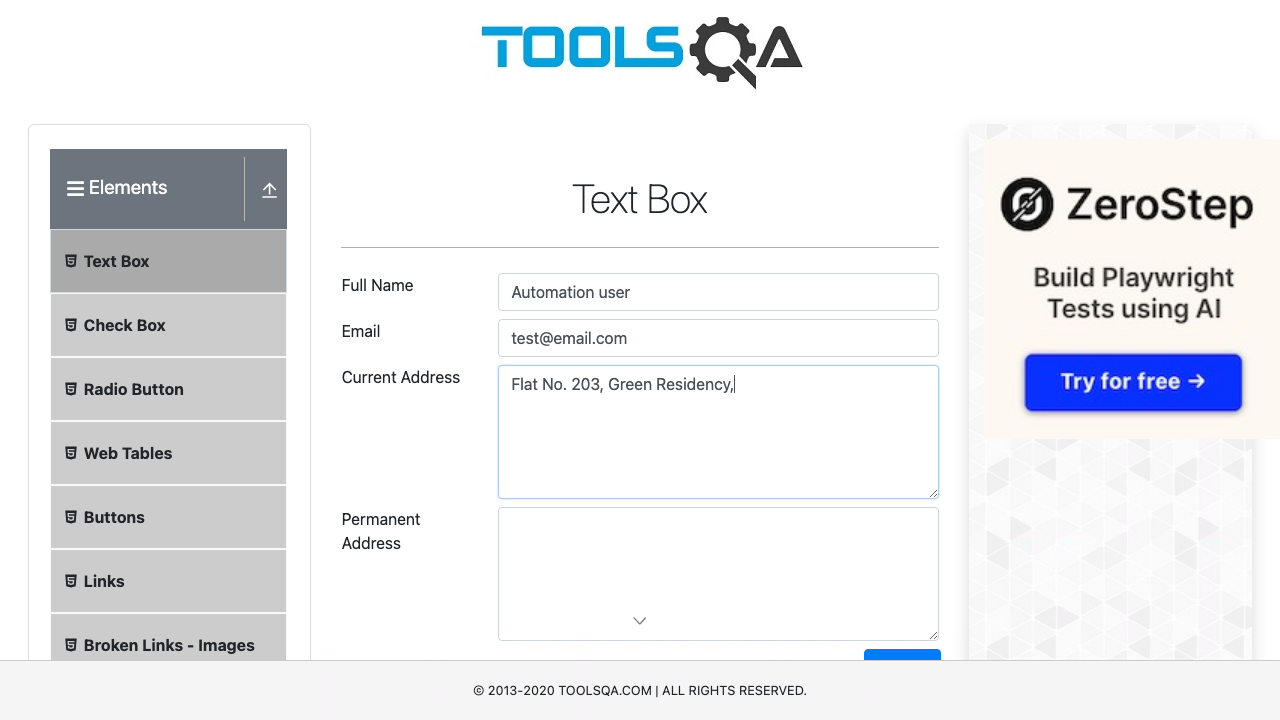 TOOLSQA
Elements
Text Box
Check Box
Radio Button
Web Tables
Buttons
Links
Broken Links - Images
Text Box
Full Name
Automation user
Email
test@email.com
Current Address
Flat No. 203, Green Residency,
Permanent
Address
ZeroStep
Build Playwright
Tests using AI
Try for free →
© 2013-2020 TOOLSQA.COM | ALL RIGHTS RESERVED.